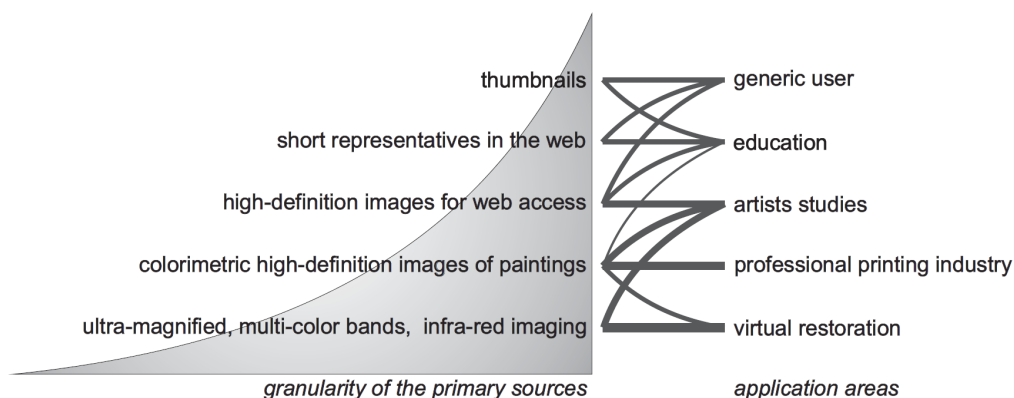 thumbnails generic user
short representatives in the web education
high-definition images for web access artists studies
colorimetric high-definition images of paintings professional printing industry
ultra-magnified, multi-color bands, infra-red imaging virtual restoration
granularity of the primary sources application areas